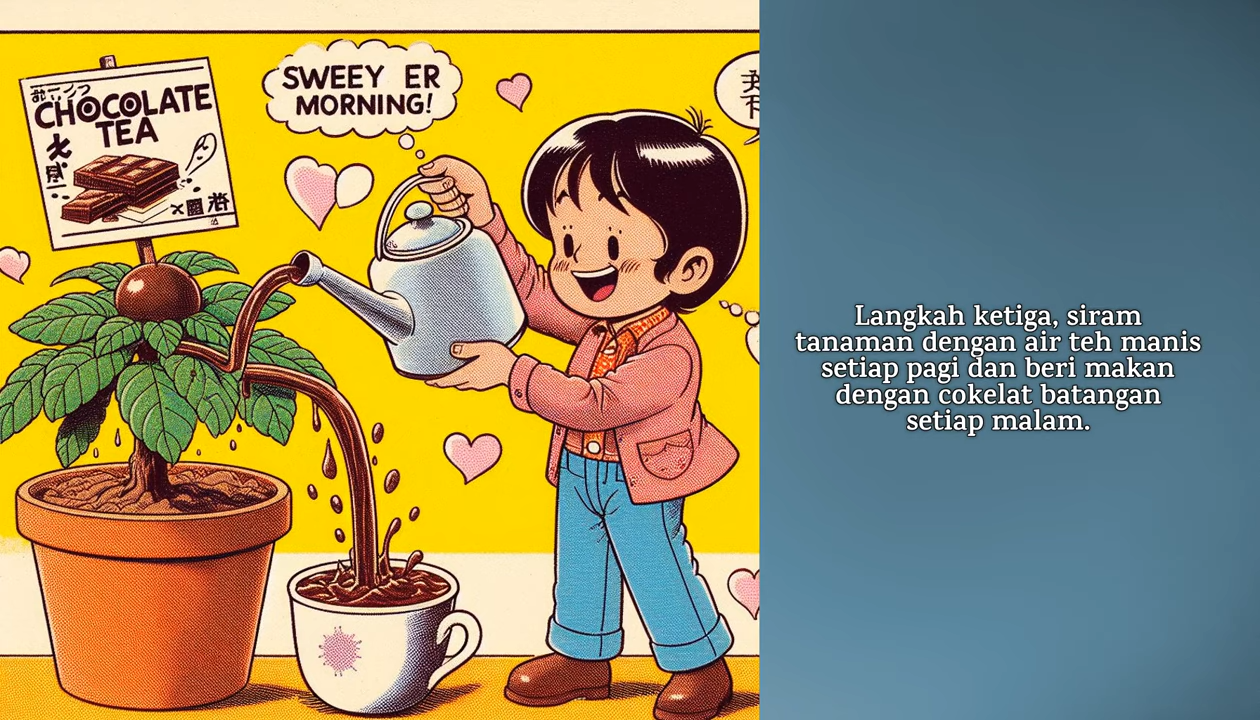 CHOCOLATE
TEA
SWEEY ER
MORNING!
Langkah ketiga, siram
tanaman dengan air teh manis
setiap pagi dan beri makan
dengan cokelat batangan
setiap malam.